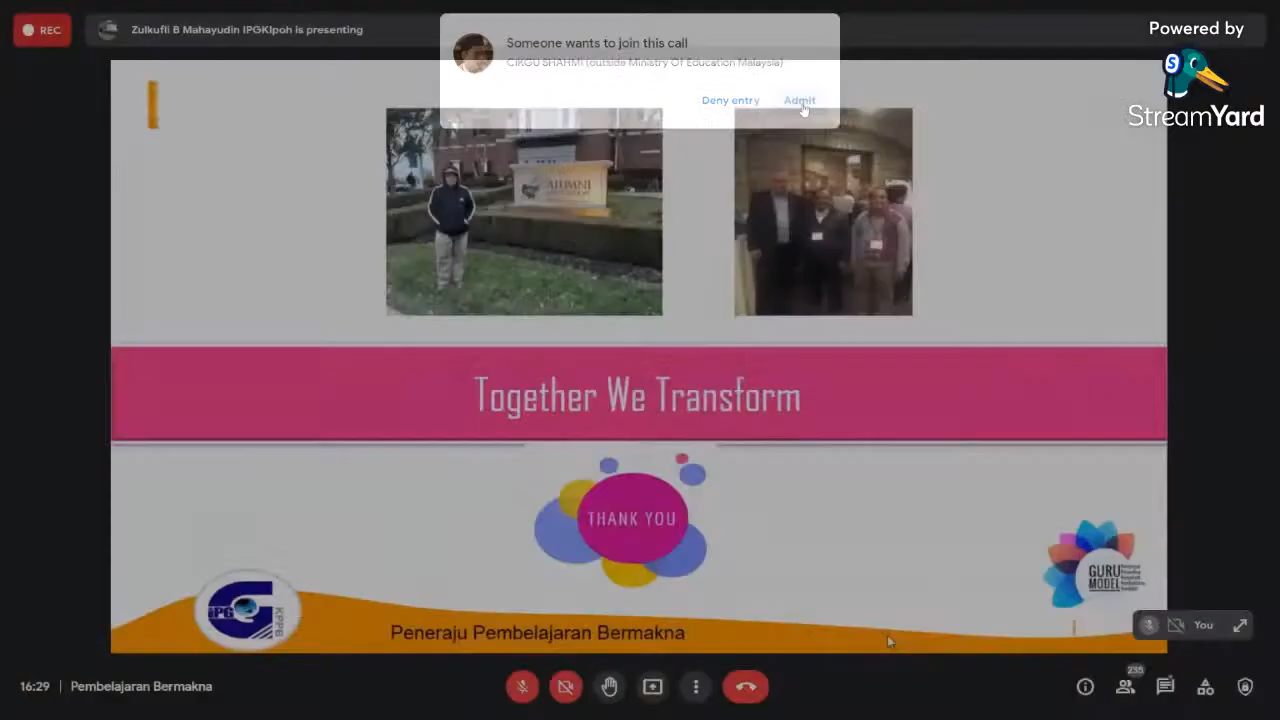 REC
Zulkufli B Mahayudin IPGKIpoh is presenting
Someone wants to join this call
CIKGU SHAHMI (outside Ministry Of Education Malaysia)
Deny entry
Admit
Powered by
StreamYard
ALUMNI
Together We Transform
THANK YOU
GURU
MODEL
IPG
KPPB
Peneraju Pembelajaran Bermakna
You
16:29 | Pembelajaran Bermakna
235